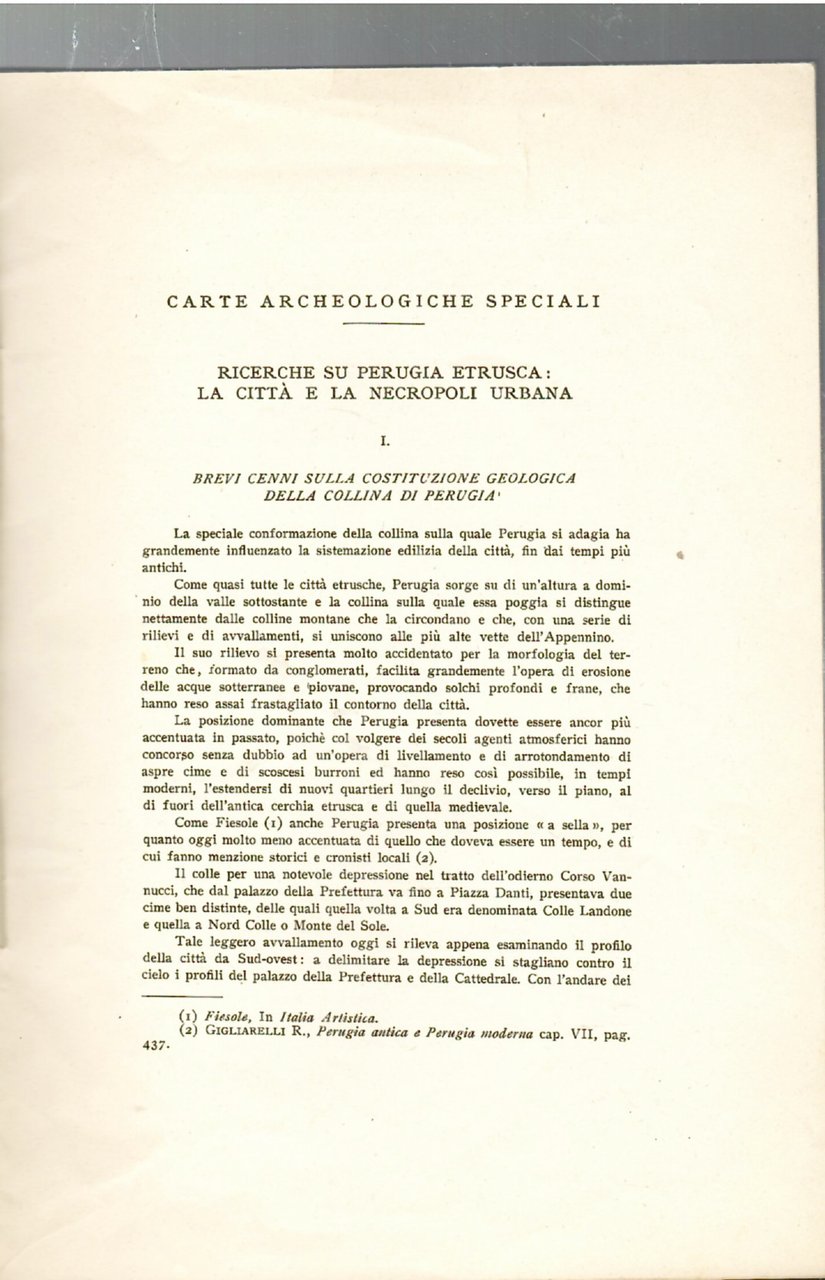 CARTE ARCHEOLOGICHE SPECIALI
RICERCHE SU PERUGIA ETRUSCA:
LA CITTÀ E LA NECROPOLI URBANA
I.
BREVI CENNI SULLA COSTITUZIONE GEOLOGICA
DELLA COLLINA DI PERUGIA
La speciale conformazione della collina sulla quale Perugia si adagia ha
grandemente influenzato la sistemazione edilizia della città, fin dai tempi più
antichi.
Come quasi tutte le città etrusche, Perugia sorge su di un'altura a domi-
nio della valle sottostante e la collina sulla quale essa poggia si distingue
nettamente dalle colline montane che la circondano e che, con una serie di
rilievi e di avvallamenti, si uniscono alle più alte vette dell'Appennino.
Il suo rilievo si presenta molto accidentato per la morfologia del ter-
reno che, formato da conglomerati, facilita grandemente l'opera di erosione
delle acque sotterranee e piovane, provocando solchi profondi e frane, che
hanno reso assai frastagliato il contorno della città.
La posizione dominante che Perugia presenta dovette essere ancor più
accentuata in passato, poichè col volgere dei secoli agenti atmosferici hanno
concorso senza dubbio ad un'opera di livellamento e di arrotondamento di
aspre cime e di scoscesi burroni ed hanno reso così possibile, in tempi
moderni, l'estendersi di nuovi quartieri lungo il declivio, verso il piano, al
di fuori dell'antica cerchia etrusca e di quella medievale.
Come Fiesole (1) anche Perugia presenta una posizione « a sella », per
quanto oggi molto meno accentuata di quello che doveva essere un tempo, e di
cui fanno menzione storici e cronisti locali (2).
Il colle per una notevole depressione nel tratto dell'odierno Corso Van-
nucci, che dal palazzo della Prefettura va fino a Piazza Danti, presentava due
cime ben distinte, delle quali quella volta a Sud era denominata Colle Landone
e quella a Nord Colle o Monte del Sole.
Tale leggero avvallamento oggi si rileva appena esaminando il profilo
della città da Sud-ovest: a delimitare la depressione si stagliano contro il
cielo i profili del palazzo della Prefettura e della Cattedrale. Con l'andare dei
(1) Fiesole, In Italia Artistica.
(2) GIGLIARELLI R., Perugia antica e Perugia moderna cap. VII, pag.
437.